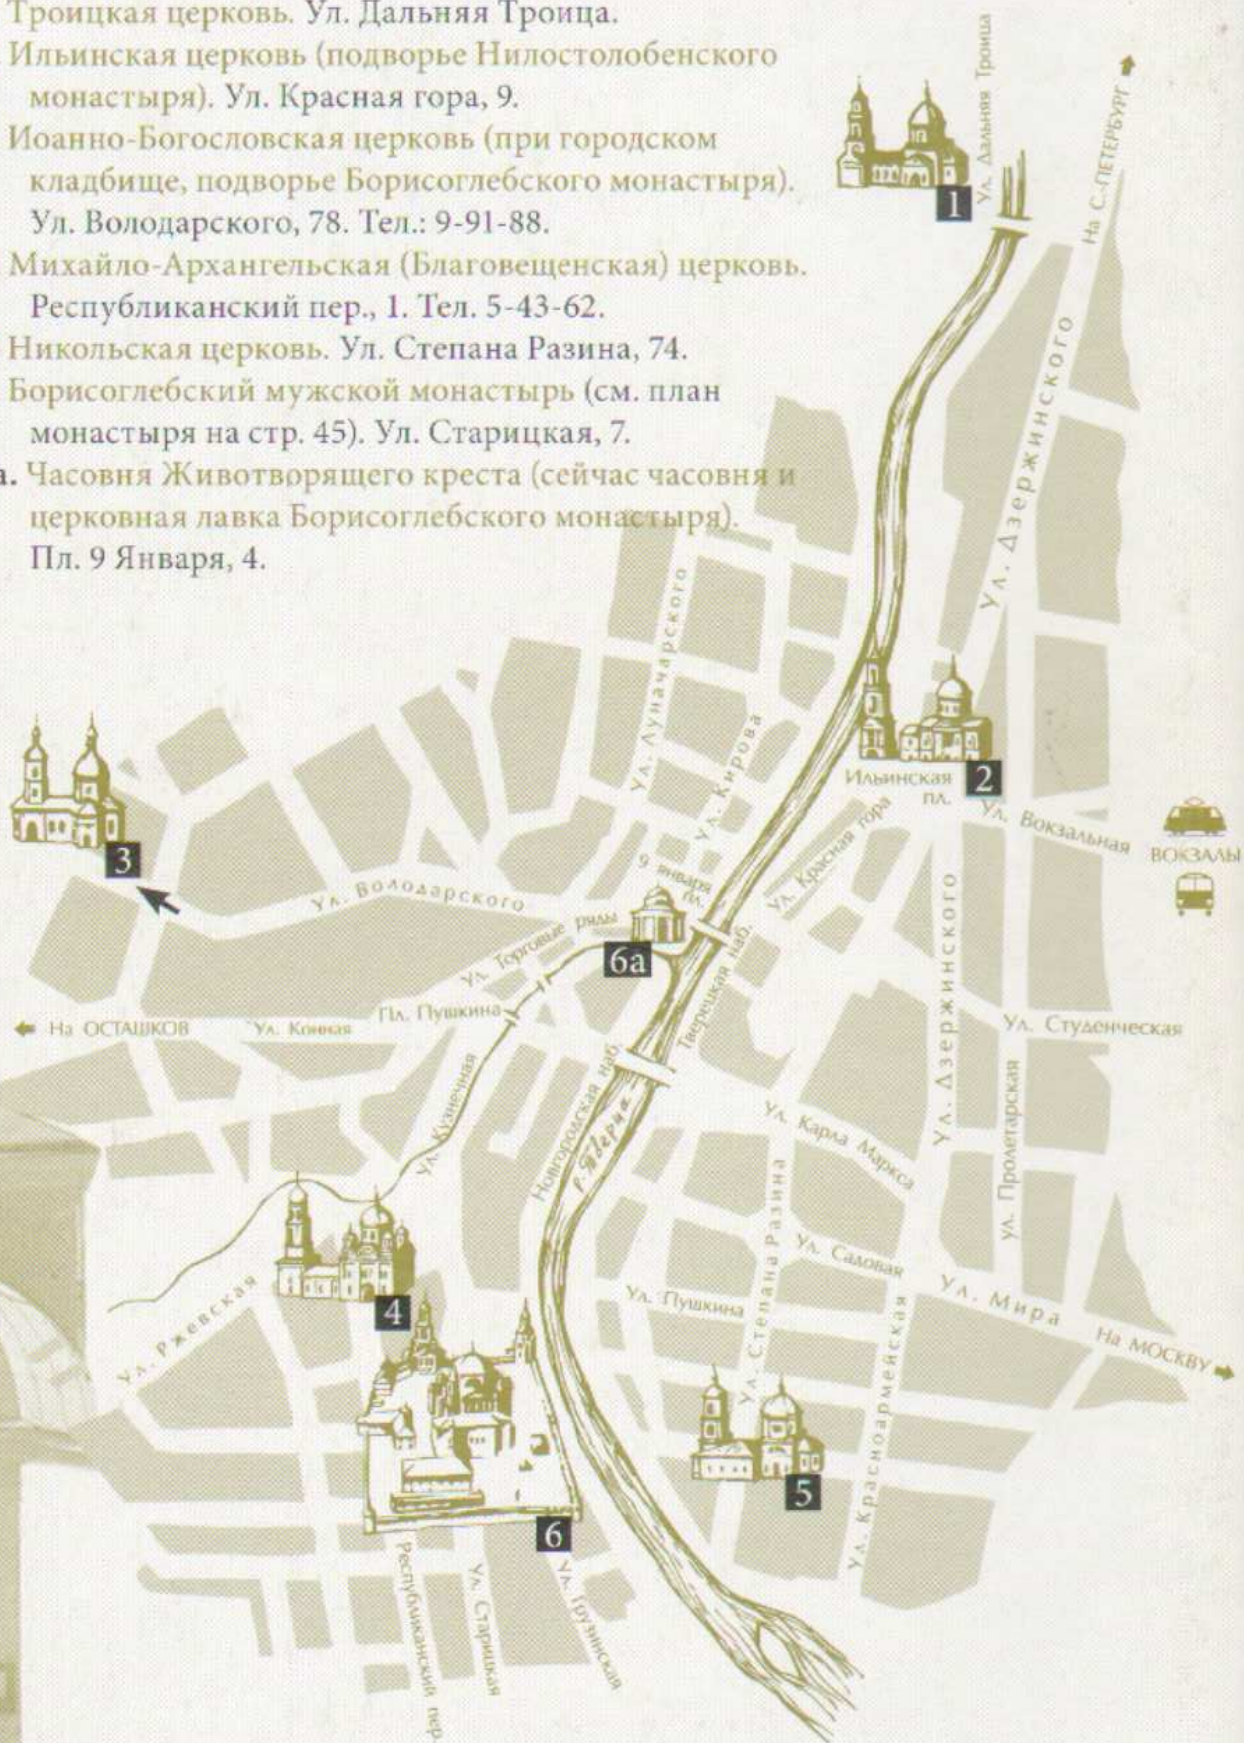 Троицкая церковь. Ул. Дальняя Троица.
Ильинская церковь (подворье Нилостолобенского
монастыря). Ул. Красная гора, 9.
Иоанно-Богословская церковь (при городском
кладбище, подворье Борисоглебского монастыря).
Ул. Володарского, 78. Тел.: 9-91-88.
Михайло-Архангельская (Благовещенская) церковь.
Республиканский пер., 1. Тел. 5-43-62.
Никольская церковь. Ул. Степана Разина, 74.
Борисоглебский мужской монастырь (см. план
монастыря на стр. 45). Ул. Старицкая, 7.
а. Часовня Животворящего креста (сейчас часовня и
церковная лавка Борисоглебского монастыря).
Пл. 9 Января, 4.
Ул. Дальняя Троица
1
На С.-ПЕТЕРБУРГ
Ул. Дзержинского
Ул. Луначарского
Ул. Кирова
Ильинская
пл.
2
Ул. Вокзальная
ВОКЗАЛЫ
Ул. Красная гора
3
Ул. Володарского
9 января
пл.
Ул. Торговые ряды
6а
Тверецкая наб.
Ул. Дзержинского
На ОСТАШКОВ
Ул. Конная
Пл. Пушкина
Ул. Студенческая
Ул. Кузнечная
Новгородская наб.
р. Тверца
Ул. Карла Маркса
ул. Пролетарская
Ул. Степана Разина
Ул. Садовая
Ул. Мира
На МОСКВУ
Ул. Пушкина
Ул. Красноармейская
4
Ул. Ржевская
5
6
Республиканский пер.
Ул. Старицкая
Ул. Грузинская